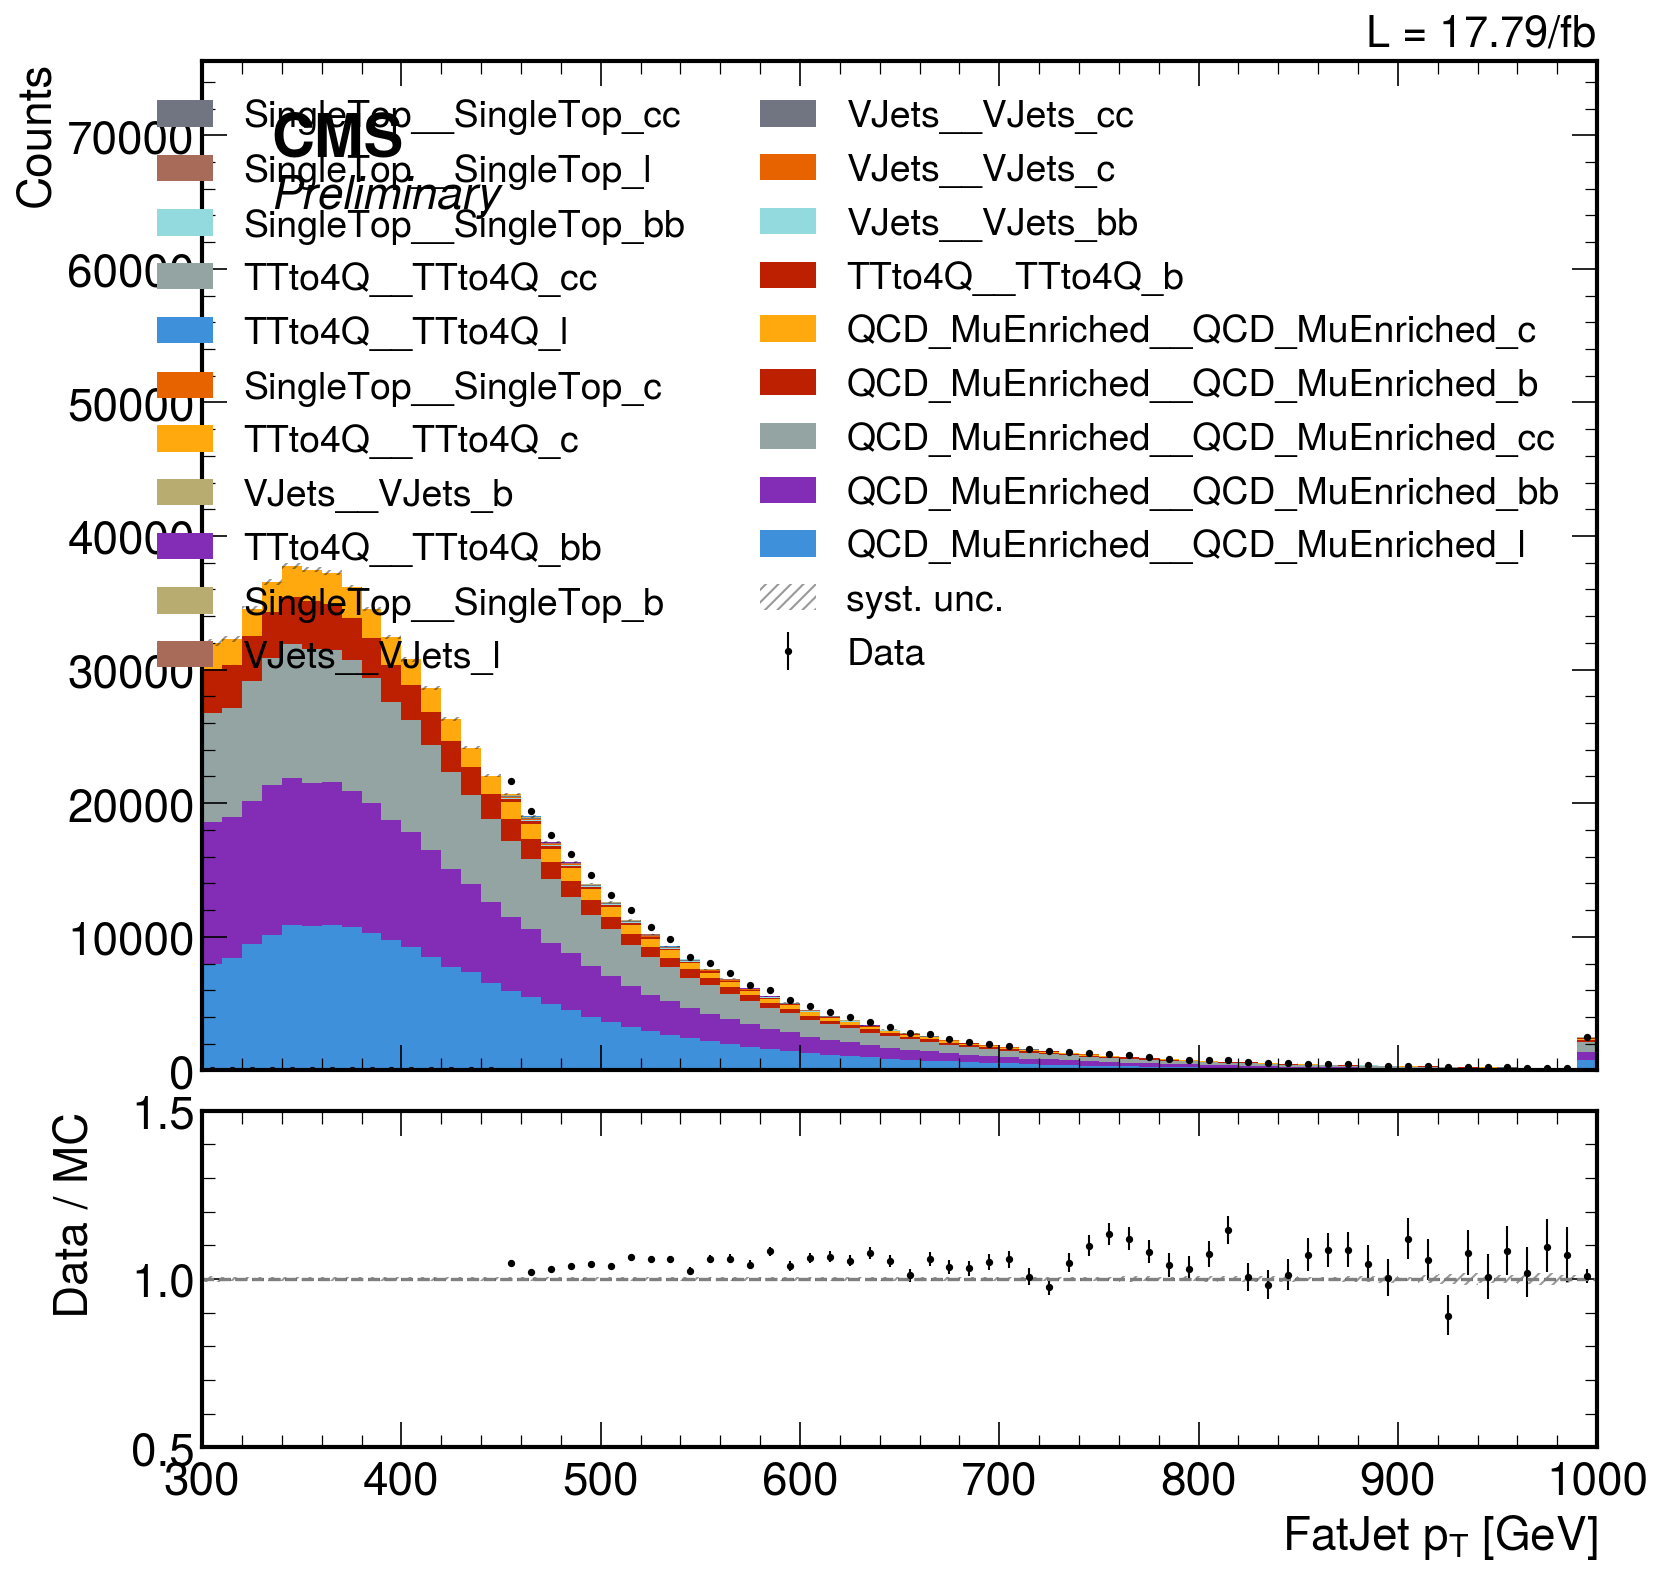 L = 17.79/fb
Counts
CMS
Preliminary
SingleTop__SingleTop_cc
SingleTop__SingleTop_l
SingleTop__SingleTop_bb
TTto4Q__TTto4Q_cc
TTto4Q__TTto4Q_l
SingleTop__SingleTop_c
TTto4Q__TTto4Q_c
VJets__VJets_b
TTto4Q__TTto4Q_bb
SingleTop__SingleTop_b
VJets__VJets_l
VJets__VJets_cc
VJets__VJets_c
VJets__VJets_bb
TTto4Q__TTto4Q_b
QCD_MuEnriched__QCD_MuEnriched_c
QCD_MuEnriched__QCD_MuEnriched_b
QCD_MuEnriched__QCD_MuEnriched_cc
QCD_MuEnriched__QCD_MuEnriched_bb
QCD_MuEnriched__QCD_MuEnriched_l
syst. unc.
Data
70000
60000
50000
40000
30000
20000
10000
0
Data / MC
1.5
1.0
0.5
300 400 500 600 700 800 900 1000
FatJet p_T [GeV]